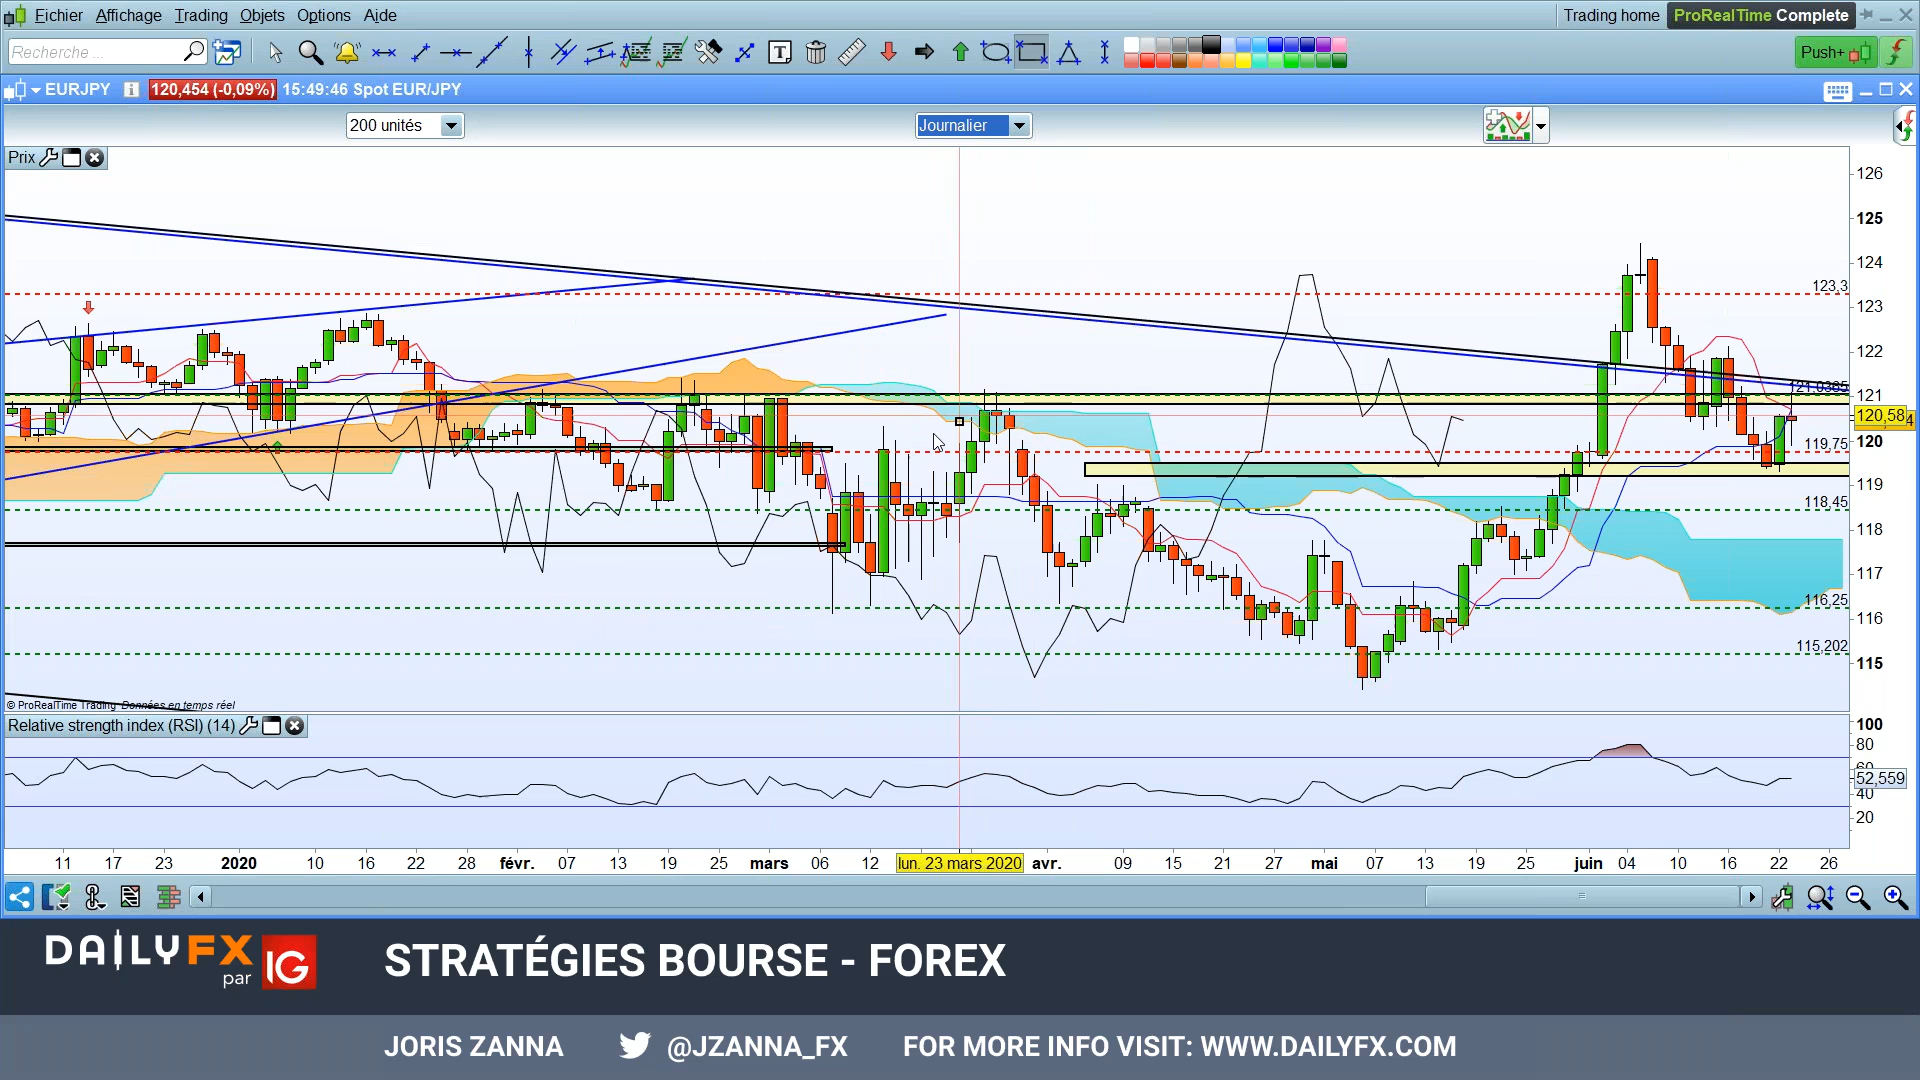 Fichier Affichage Trading Objets Options Aide
Trading home ProRealTime Complete
Recherche...
Push+
EURJPY 120,454 (-0,09%) 15:49:46 Spot EUR/JPY
200 unités Journalier
Prix
126
125
124
123,3
123
122
121,0385
121
120,58
120
119,75
119
118,45
118
117
116,25
116
115,202
115
© ProRealTime Trading Données en temps réel
Relative strength index (RSI) (14)
100
80
60
52,559
40
20
11 17 23 2020 10 16 22 28 févr. 07 13 19 25 mars 06 12 lun. 23 mars 2020 avr. 09 15 21 27 mai 07 13 19 25 juin 04 10 16 22 26
DAILYFX par IG
STRATÉGIES BOURSE - FOREX
JORIS ZANNA @JZANNA_FX FOR MORE INFO VISIT: WWW.DAILYFX.COM